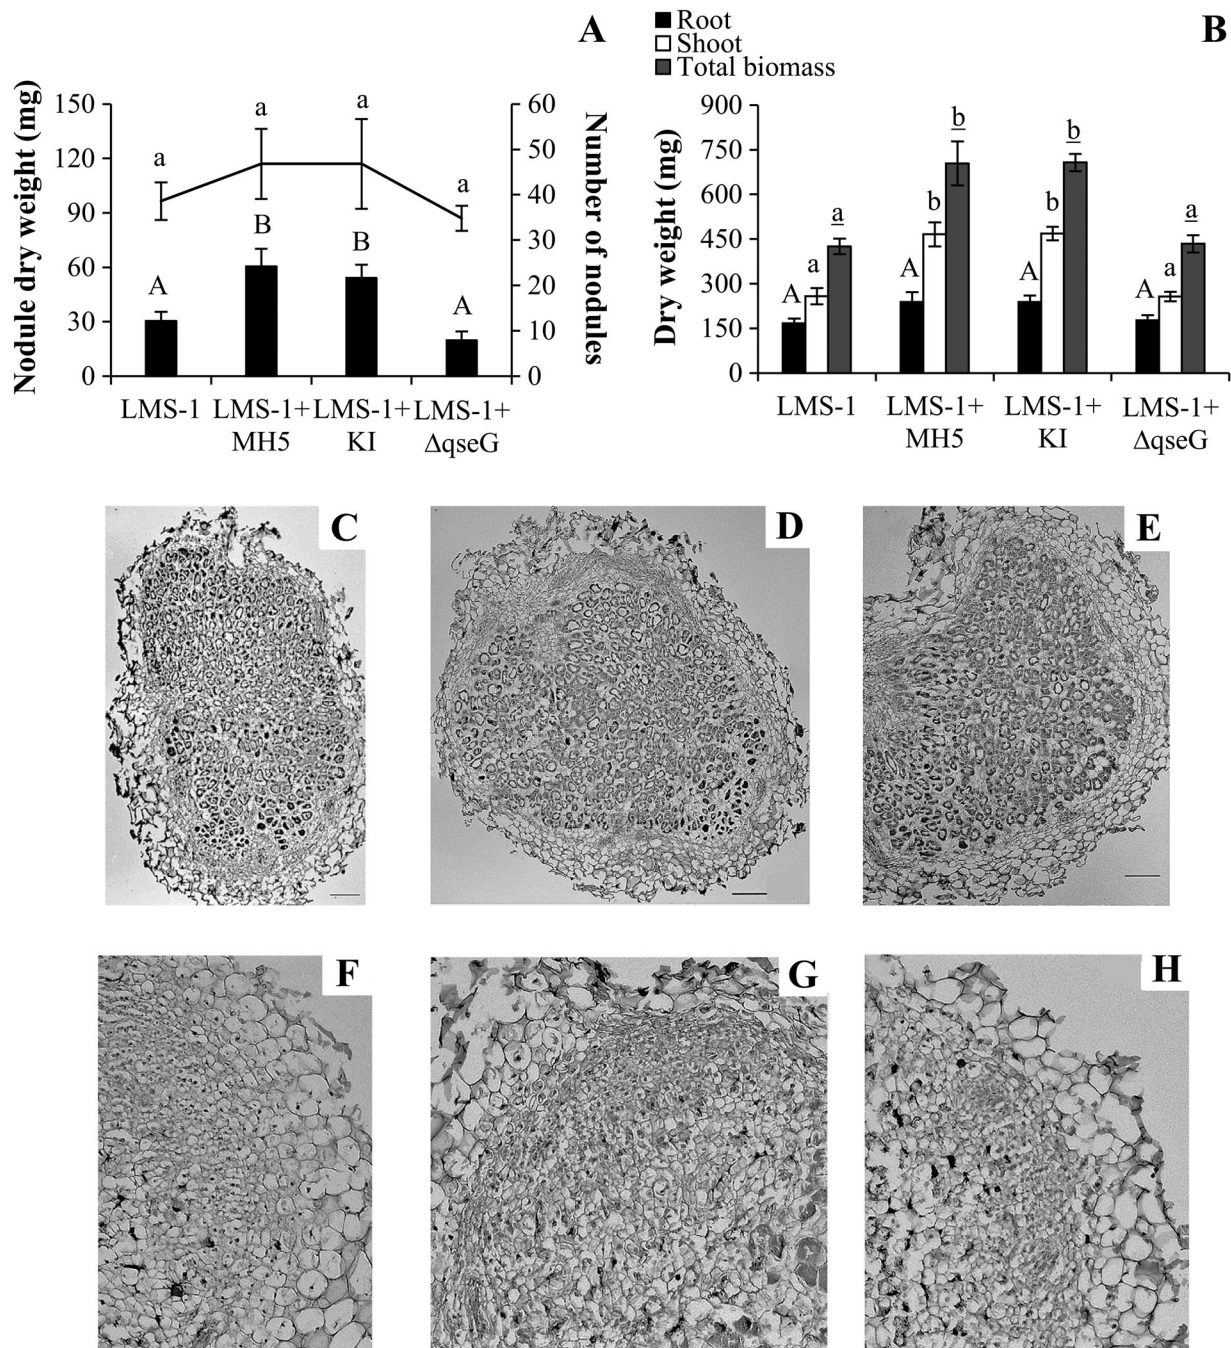 A
Nodule dry weight (mg)
150
120
90
60
30
0
a
a
a
a
A
B
B
A
60
50
40
30
20
10
0
Number of nodules
LMS-1
LMS-1+
MH5
LMS-1+
KI
LMS-1+
ΔqseG
B
Root
Shoot
Total biomass
Dry weight (mg)
900
750
600
450
300
150
0
A
a
a
A
b
b
A
b
b
A
a
a
LMS-1
LMS-1+
MH5
LMS-1+
KI
LMS-1+
ΔqseG
C
D
E
F
G
H